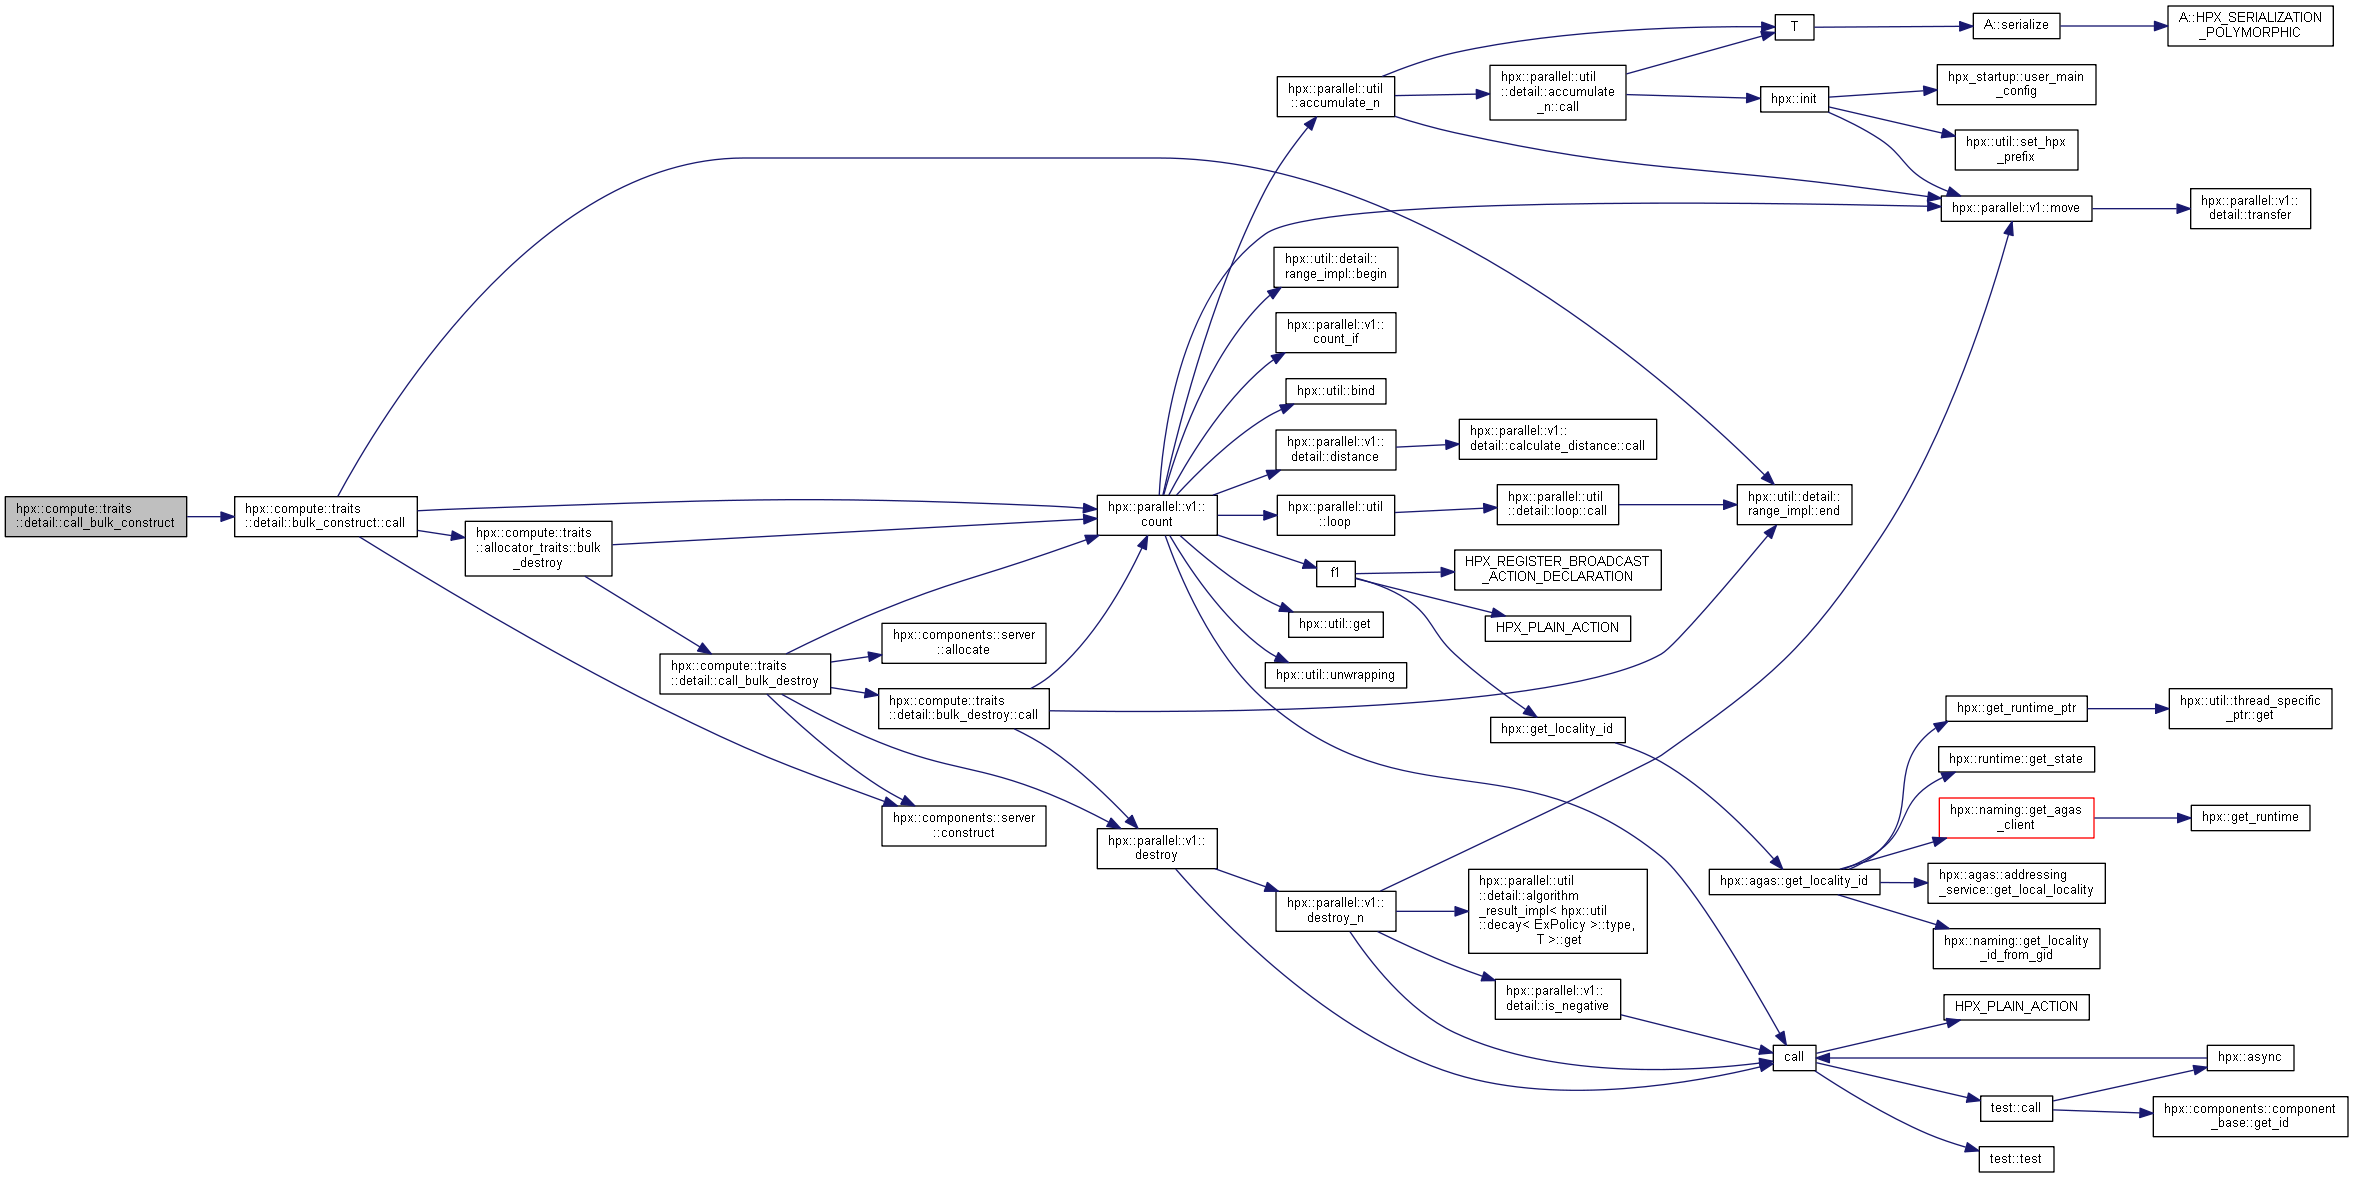 hpx::compute::traits
::detail::call_bulk_construct
hpx::compute::traits
::detail::bulk_construct::call
hpx::compute::traits
::allocator_traits::bulk
_destroy
hpx::compute::traits
::detail::call_bulk_destroy
hpx::components::server
::allocate
hpx::compute::traits
::detail::bulk_destroy::call
hpx::components::server
::construct
hpx::parallel::v1::
count
hpx::parallel::v1::
destroy
hpx::parallel::util
::accumulate_n
hpx::util::detail::
range_impl::begin
hpx::parallel::v1::
count_if
hpx::util::bind
hpx::parallel::v1::
detail::distance
hpx::parallel::util
::loop
f1
hpx::util::get
hpx::util::unwrapping
hpx::parallel::v1::
destroy_n
hpx::parallel::util
::detail::accumulate
_n::call
hpx::parallel::v1::
detail::calculate_distance::call
hpx::parallel::util
::detail::loop::call
HPX_REGISTER_BROADCAST
_ACTION_DECLARATION
HPX_PLAIN_ACTION
hpx::get_locality_id
hpx::parallel::util
::detail::algorithm
_result_impl< hpx::util
::decay< ExPolicy >::type,
T >::get
hpx::parallel::v1::
detail::is_negative
T
hpx::init
hpx::util::detail::
range_impl::end
hpx::agas::get_locality_id
call
A::serialize
hpx_startup::user_main
_config
hpx::util::set_hpx
_prefix
hpx::parallel::v1::move
hpx::get_runtime_ptr
hpx::runtime::get_state
hpx::naming::get_agas
_client
hpx::agas::addressing
_service::get_local_locality
hpx::naming::get_locality
_id_from_gid
HPX_PLAIN_ACTION
test::call
test::test
A::HPX_SERIALIZATION
_POLYMORPHIC
hpx::parallel::v1::
detail::transfer
hpx::util::thread_specific
_ptr::get
hpx::get_runtime
hpx::async
hpx::components::component
_base::get_id